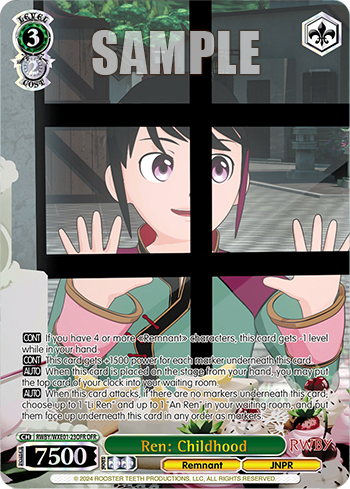 LEVEL
3
2
COST
SAMPLE
CONT If you have 4 or more <Remnant> characters, this card gets -1 level
while in your hand.
CONT This card gets +1500 power for each marker underneath this card.
AUTO When this card is placed on the stage from your hand, you may put
the top card of your clock into your waiting room.
AUTO When this card attacks, if there are no markers underneath this card,
choose up to 1 "Li Ren" and up to 1 "An Ren" in your waiting room, and put
them face up underneath this card in any order as markers.
CH RWBY/WXE01-23OFR OFR
Ren: Childhood
RWBY
POWER
7500
Remnant
JNPR
© 2024 ROOSTER TEETH PRODUCTIONS, LLC, ALL RIGHTS RESERVED.